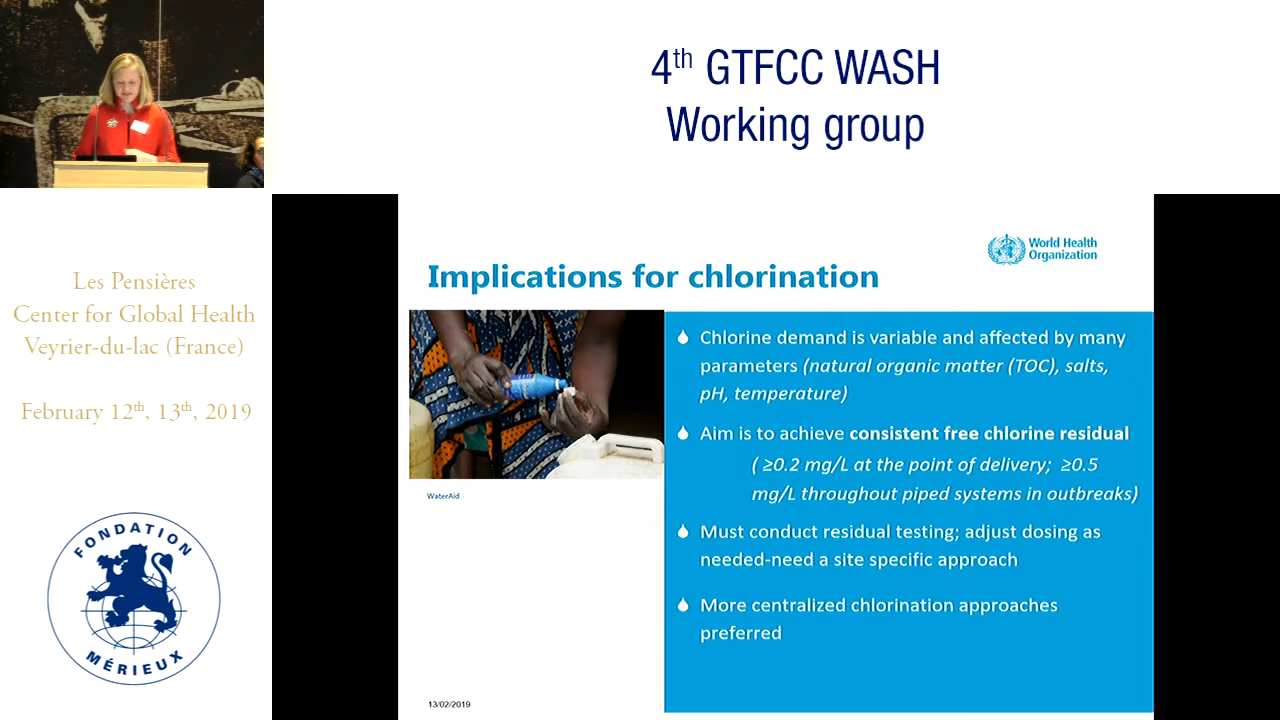 4th GTFCC WASH
Working group
World Health
Organization
Implications for chlorination
Les Pensières
Center for Global Health
Veyrier-du-lac (France)
February 12th, 13th, 2019
Chlorine demand is variable and affected by many
parameters (natural organic matter (TOC), salts,
pH, temperature)
Aim is to achieve consistent free chlorine residual
( ≥0.2 mg/L at the point of delivery; ≥0.5
mg/L throughout piped systems in outbreaks)
WaterAid
Must conduct residual testing; adjust dosing as
needed-need a site specific approach
More centralized chlorination approaches
preferred
FONDATION
MÉRIEUX
13/02/2019